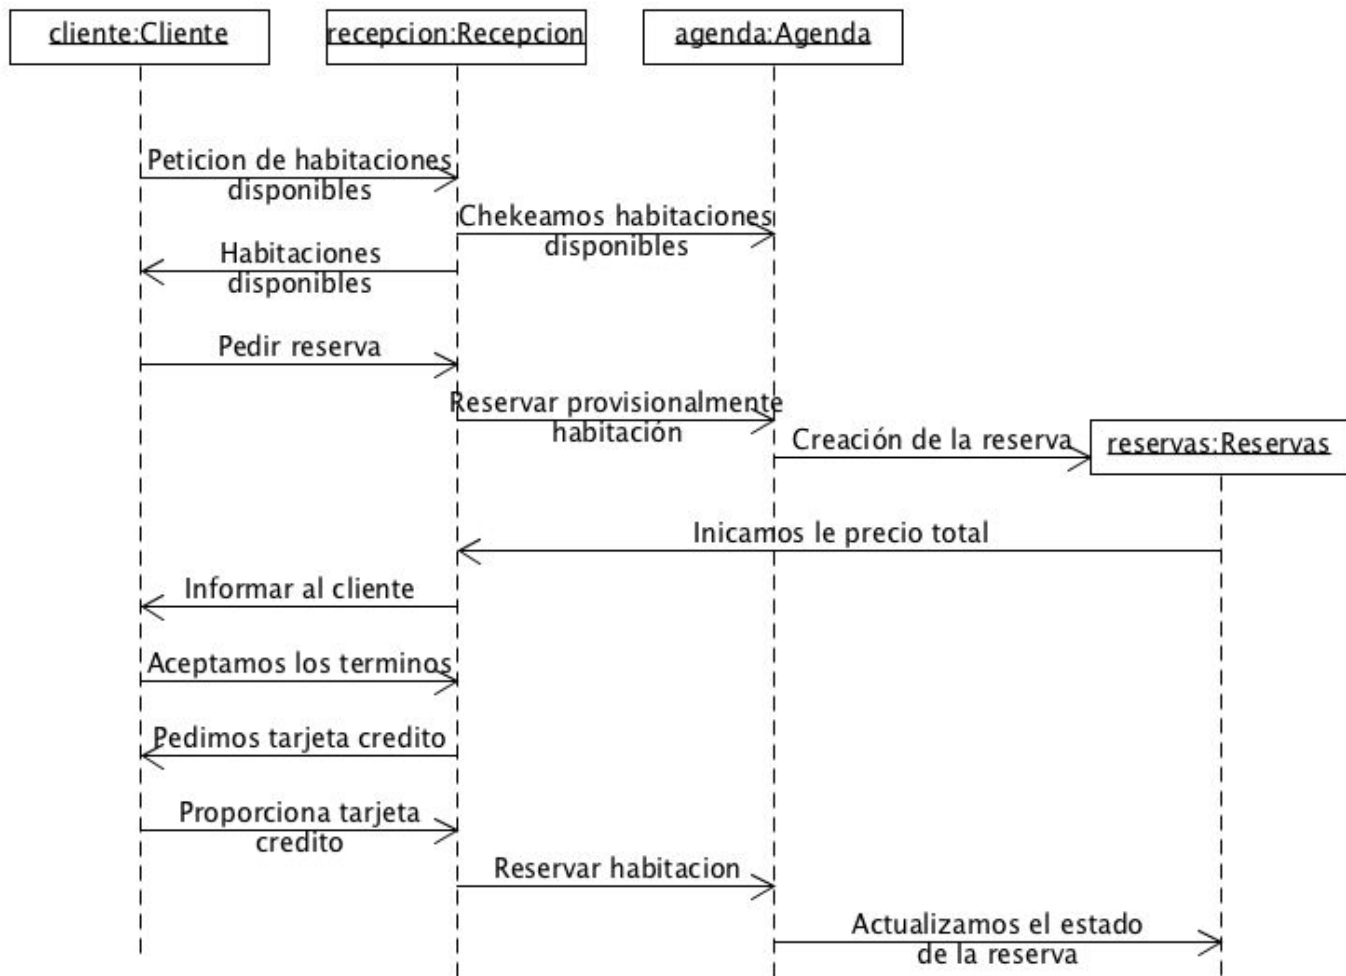 cliente:Cliente
recepcion:Recepcion
agenda:Agenda
Peticion de habitaciones
disponibles
Chekeamos habitaciones
disponibles
Habitaciones
disponibles
Pedir reserva
Reservar provisionalmente
habitación
Creación de la reserva
reservas:Reservas
Inicamos le precio total
Informar al cliente
Aceptamos los terminos
Pedimos tarjeta credito
Proporciona tarjeta
credito
Reservar habitacion
Actualizamos el estado
de la reserva